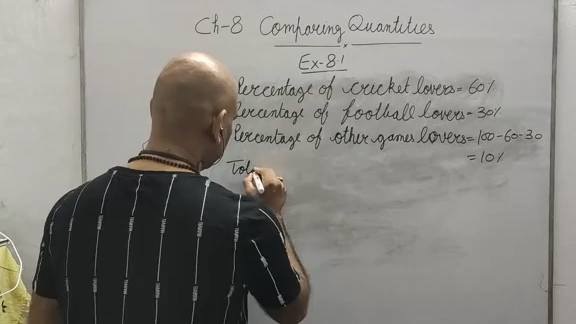 Ch-8 Comparing Quantities
Ex-8.1
Percentage of cricket lovers = 60%
Percentage of football lovers = 30%
Percentage of other games lovers = 100-60-30
= 10%